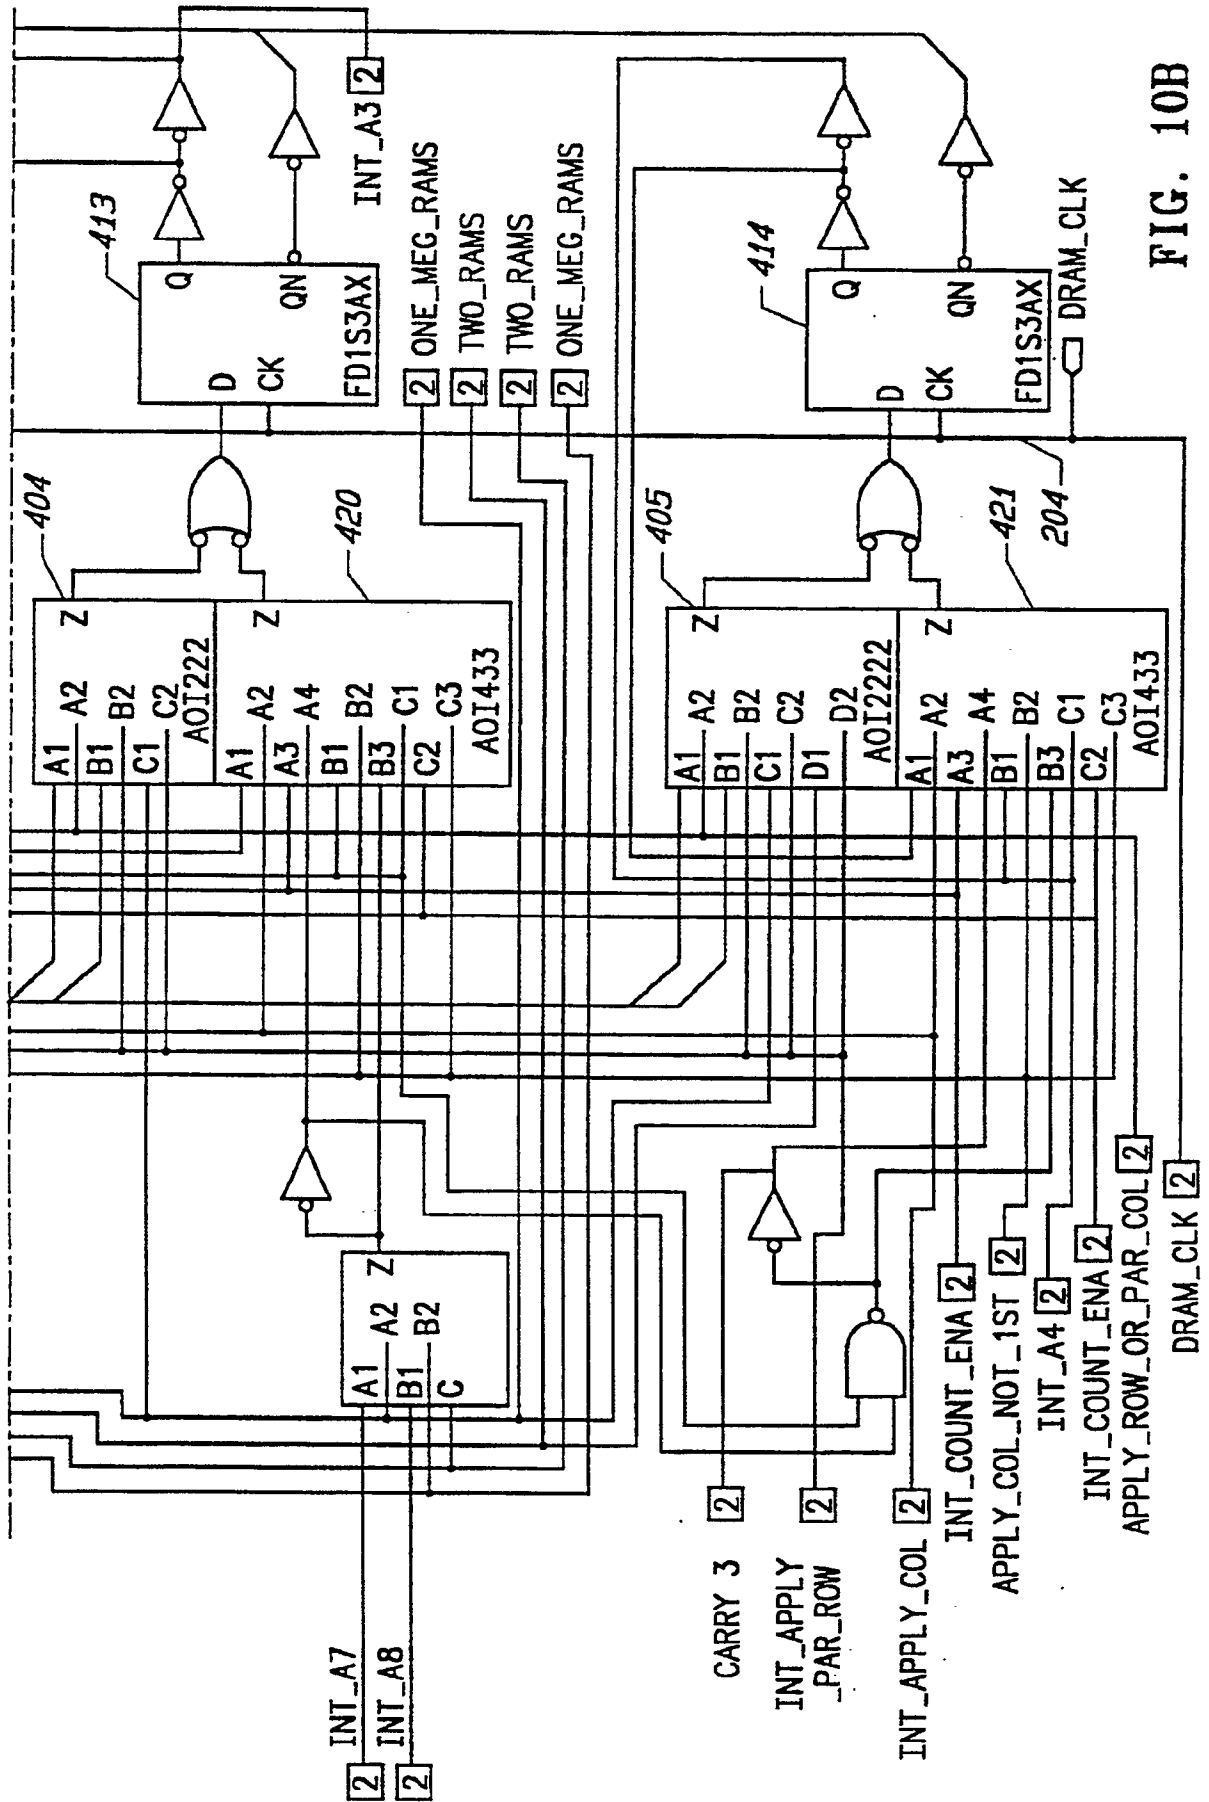 INT_A7
2
INT_A8
2
A1
A2
B1
B2
C
Z
A1
A2
B1
B2
C1
C2
AOI222
Z
404
A1
A2
A3
A4
B1
B2
B3
C1
C2
C3
AOI433
Z
420
D
CK
Q
QN
FD1S3AX
413
INT_A3
2
2 ONE_MEG_RAMS
2 TWO_RAMS
2 TWO_RAMS
2 ONE_MEG_RAMS
CARRY 3
2
INT_APPLY
_PAR_ROW
2
INT_APPLY_COL 2
INT_COUNT_ENA 2
APPLY_COL_NOT_1ST 2
INT_A4 2
INT_COUNT_ENA 2
APPLY_ROW_OR_PAR_COL 2
DRAM_CLK 2
A1
A2
B1
B2
C1
C2
D1
D2
AOI2222
Z
405
A1
A2
A3
A4
B1
B2
B3
C1
C2
C3
AOI433
Z
421
204
D
CK
Q
QN
FD1S3AX
414
DRAM_CLK
FIG. 10B